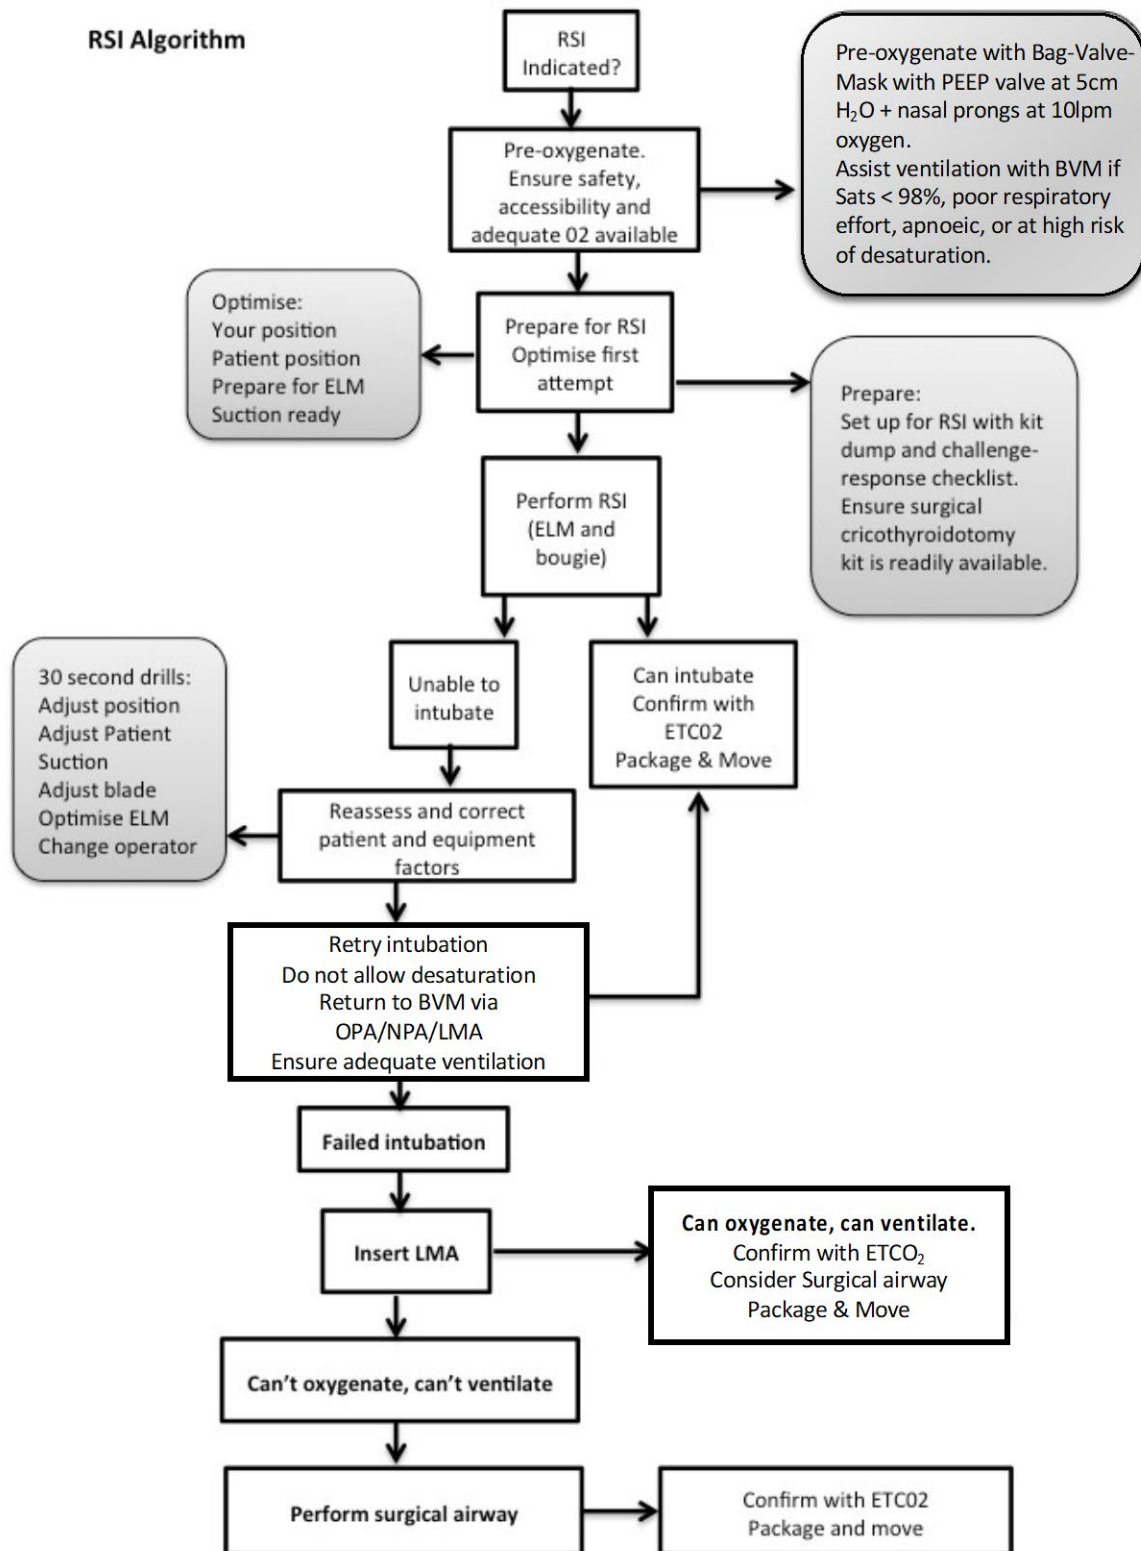 RSI Algorithm
RSI
Indicated?
Pre-oxygenate with Bag-Valve-
Mask with PEEP valve at 5cm
H₂O + nasal prongs at 10lpm
oxygen.
Assist ventilation with BVM if
Sats < 98%, poor respiratory
effort, apnoeic, or at high risk
of desaturation.
Pre-oxygenate.
Ensure safety,
accessibility and
adequate 02 available
Optimise:
Your position
Patient position
Prepare for ELM
Suction ready
Prepare for RSI
Optimise first
attempt
Prepare:
Set up for RSI with kit
dump and challenge-
response checklist.
Ensure surgical
cricothyroidotomy
kit is readily available.
Perform RSI
(ELM and
bougie)
Unable to
intubate
Can intubate
Confirm with
ETC02
Package & Move
30 second drills:
Adjust position
Adjust Patient
Suction
Adjust blade
Optimise ELM
Change operator
Reassess and correct
patient and equipment
factors
Retry intubation
Do not allow desaturation
Return to BVM via
OPA/NPA/LMA
Ensure adequate ventilation
Failed intubation
Insert LMA
Can oxygenate, can ventilate.
Confirm with ETCO₂
Consider Surgical airway
Package & Move
Can't oxygenate, can't ventilate
Perform surgical airway
Confirm with ETC02
Package and move